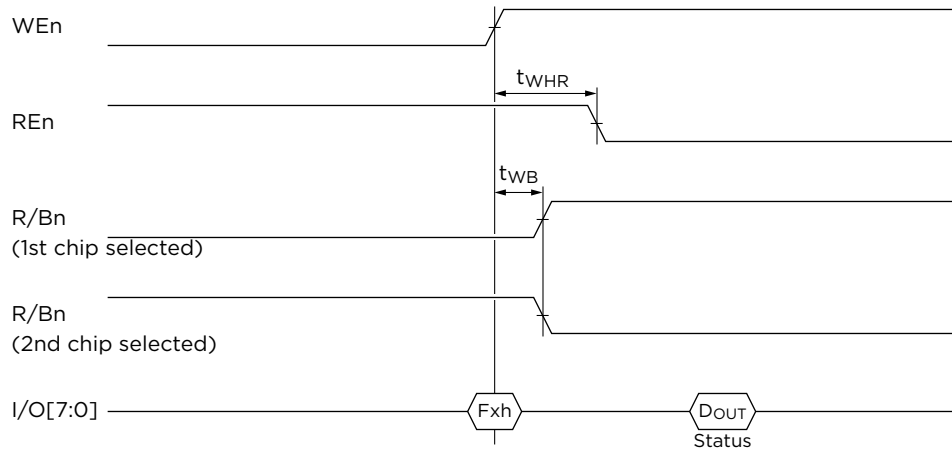 WEn
tWHR
REn
tWB
R/Bn
(1st chip selected)
R/Bn
(2nd chip selected)
I/O[7:0]
Fxh
DOUT
Status